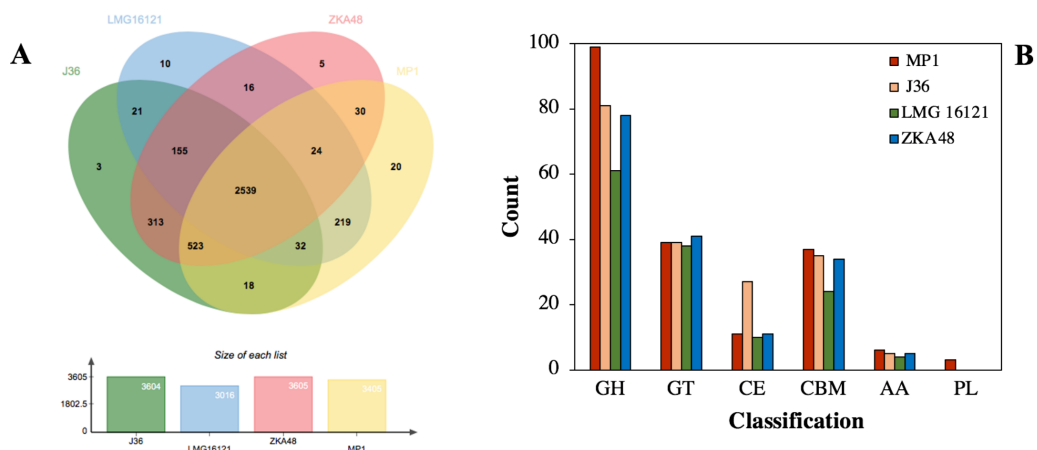 A
LMG16121
ZKA48
J36
MP1
10
5
21
16
30
3
155
24
20
2539
313
219
523
32
18
Size of each list
3605
1802.5
0
3604
3016
3605
3405
J36
LMG16121
ZKA48
MP1
B
100
80
60
40
20
0
Count
MP1
J36
LMG 16121
ZKA48
GH GT CE CBM AA PL
Classification